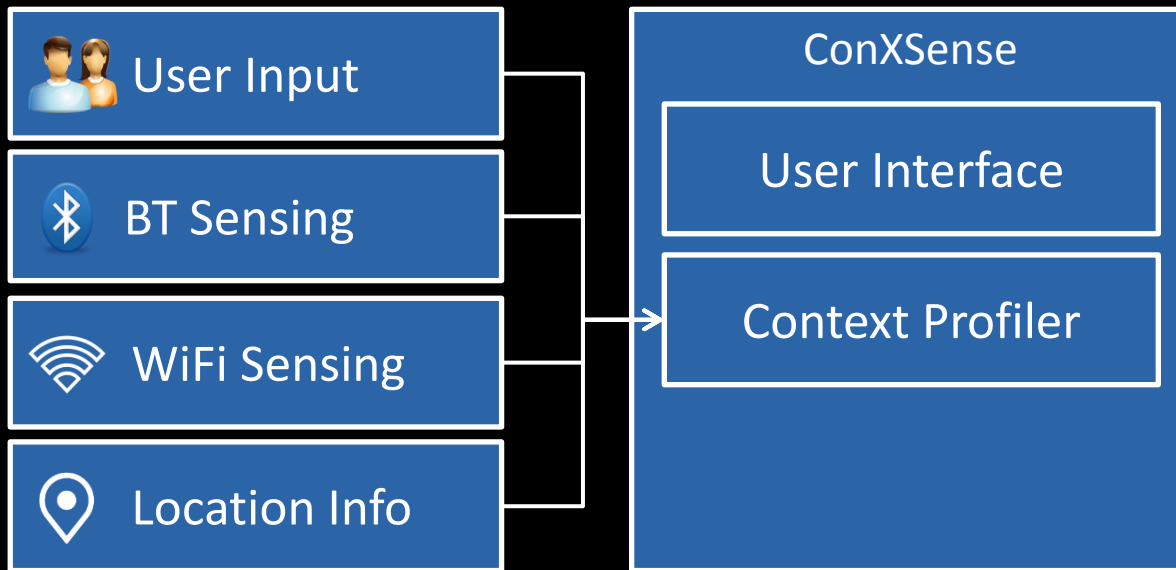 User Input
BT Sensing
WiFi Sensing
Location Info
ConXSense
User Interface
Context Profiler